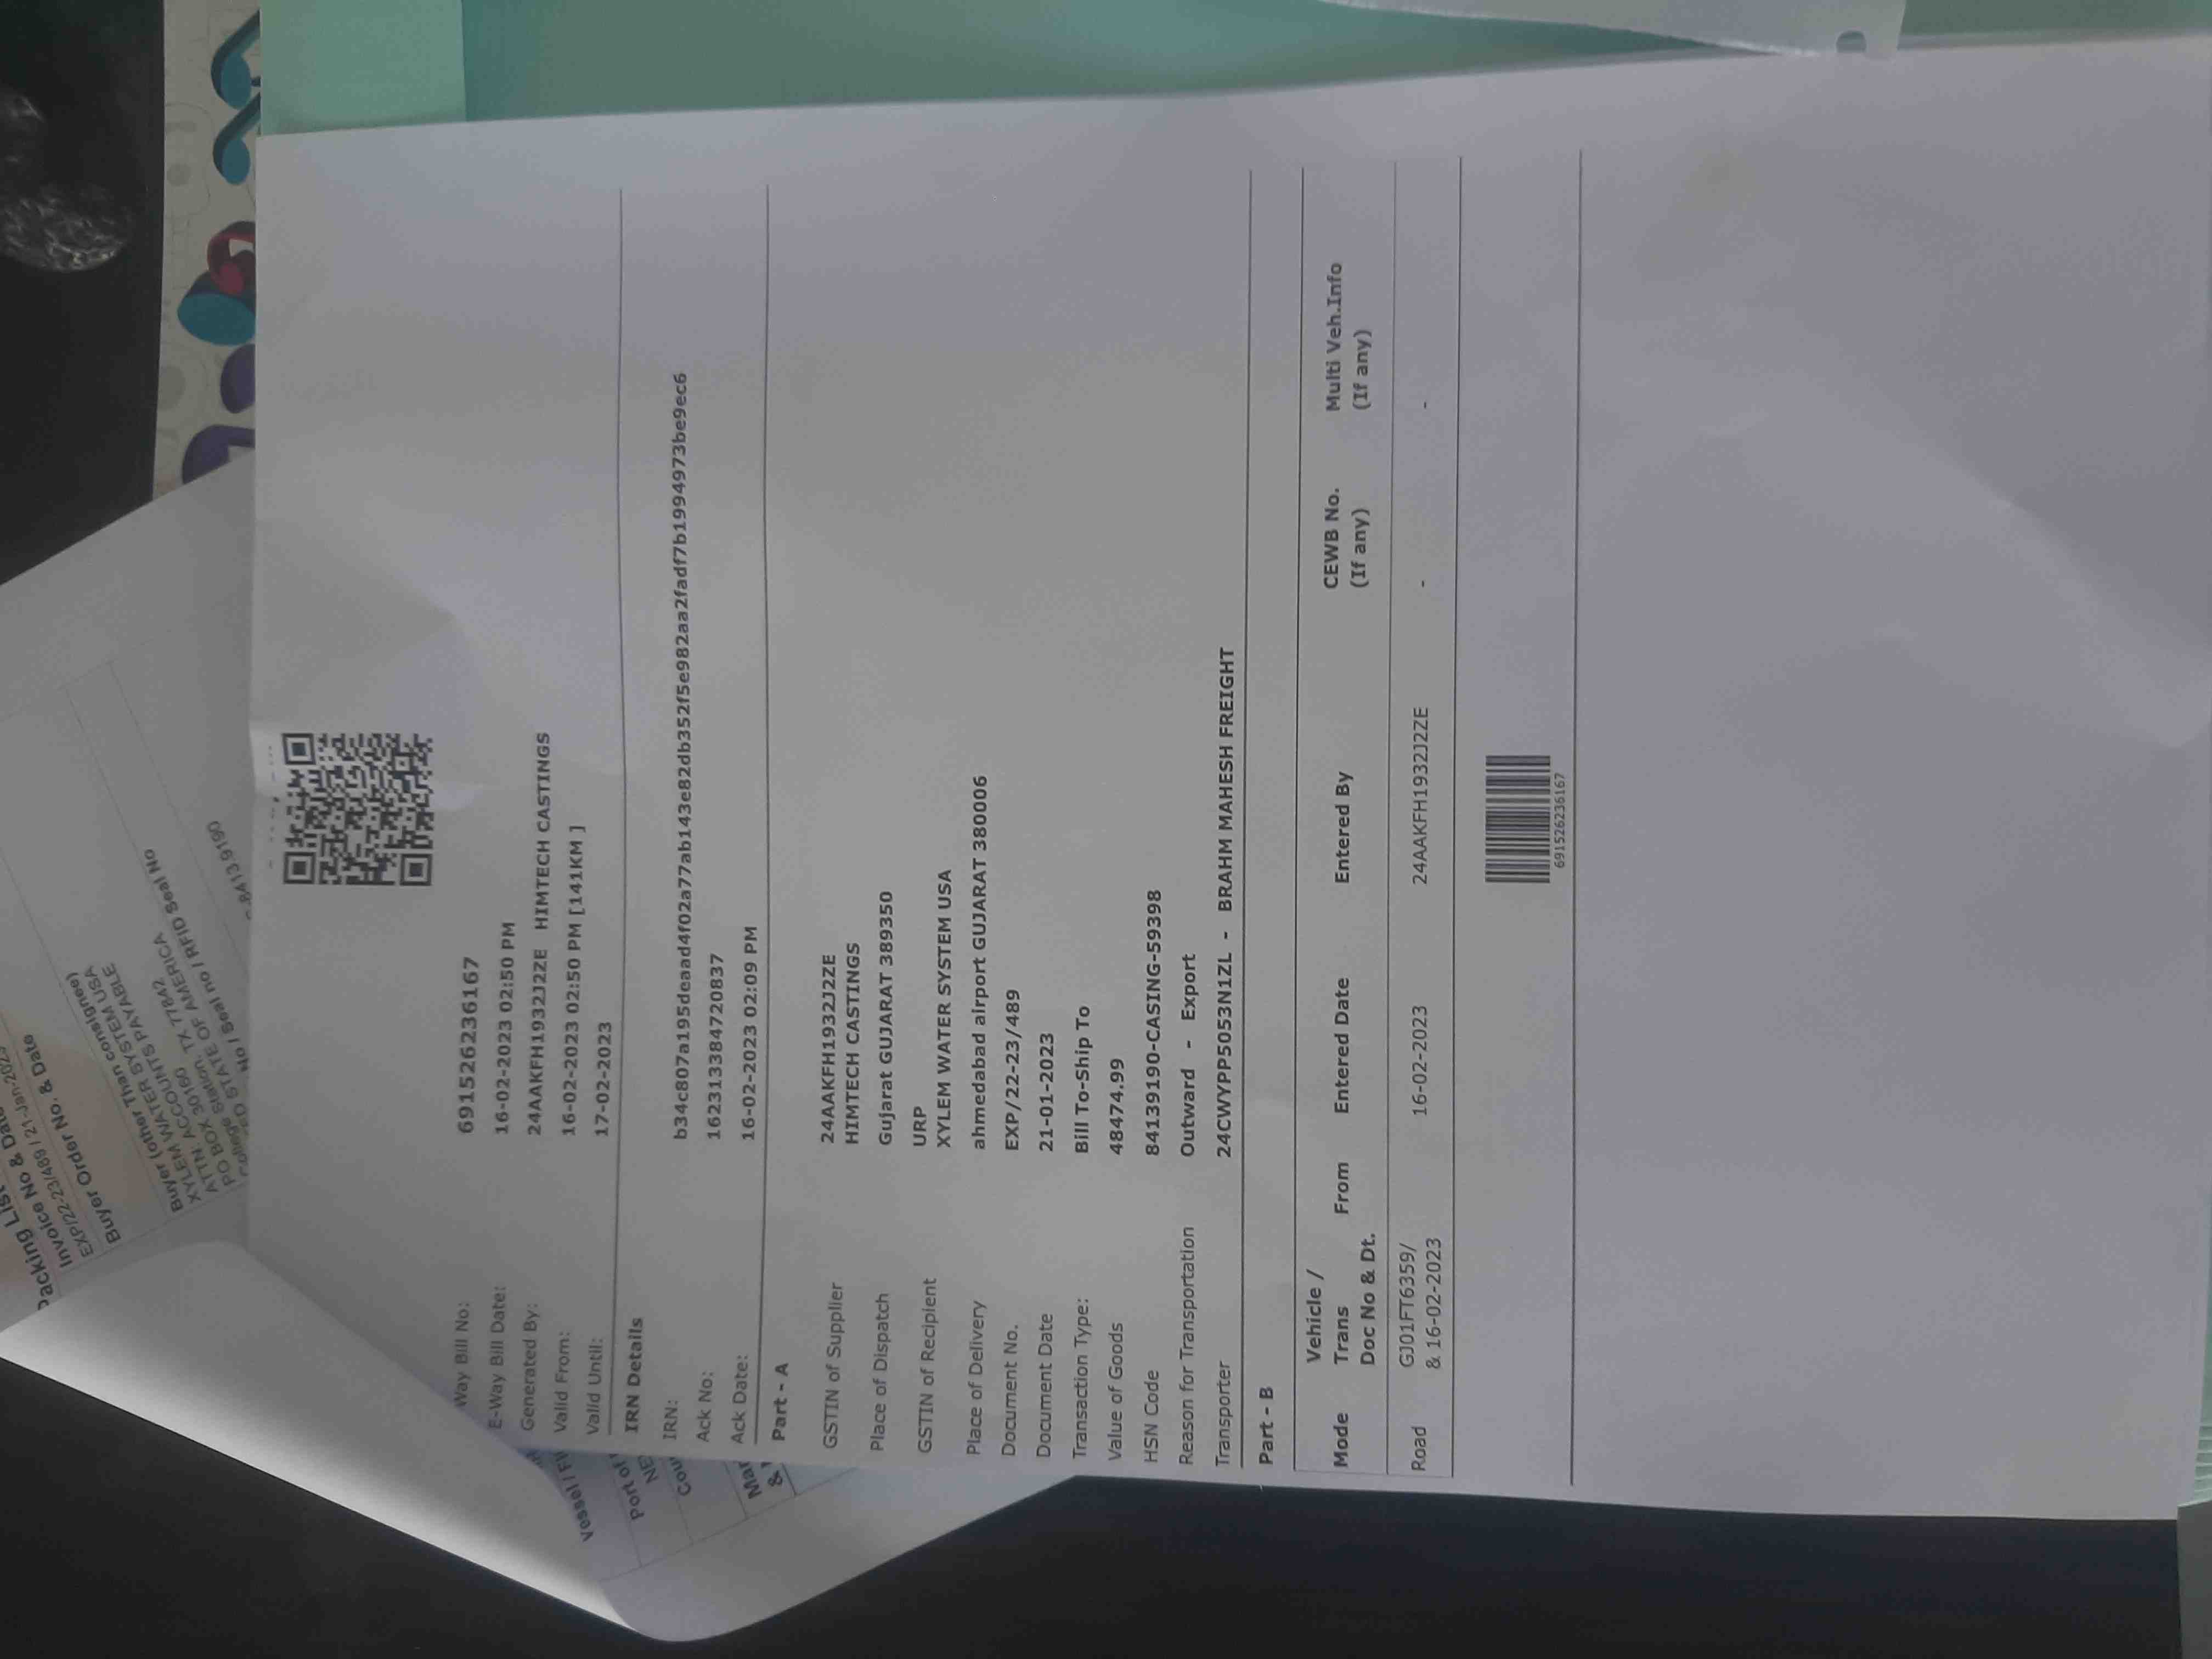 Packing List
Invoice No & Date
EXP/22-23/489 / 21-Jan-2023
Buyer Order No. & Date
Buyer (other Than consignee)
XYLEM WATER SYSTEM USA
ATTN: ACCOUNTS PAYABLE
PO BOX 30160
College Station, TX 77842
ED STATE OF AMERICA
No / Seal no / RFID Seal No
-8413.9190
Way Bill No: 691526236167
E-Way Bill Date: 16-02-2023 02:50 PM
Generated By: 24AAKFH1932J2ZE HIMTECH CASTINGS
Valid From: 16-02-2023 02:50 PM [141KM ]
Valid Until: 17-02-2023
IRN Details
IRN: b34c807a195deaad4f02a77ab143e82db352f5e982aa2fadf7b1994973be9ec6
Ack No: 162313384720837
Ack Date: 16-02-2023 02:09 PM
Part - A
GSTIN of Supplier 24AAKFH1932J2ZE
HIMTECH CASTINGS
Place of Dispatch Gujarat GUJARAT 389350
GSTIN of Recipient URP
XYLEM WATER SYSTEM USA
Place of Delivery ahmedabad airport GUJARAT 380006
Document No. EXP/22-23/489
Document Date 21-01-2023
Transaction Type: Bill To-Ship To
Value of Goods 48474.99
HSN Code 84139190-CASING-59398
Reason for Transportation Outward - Export
Transporter 24CWYPP5053N1ZL - BRAHM MAHESH FREIGHT
Part - B
Mode Vehicle / Trans Doc No & Dt. From Entered Date Entered By CEWB No. (If any) Multi Veh.Info (If any)
Road GJ01FT6359/ & 16-02-2023 16-02-2023 24AAKFH1932J2ZE - -
691526236167
Vessel / Fl
Port of
NE
Cou
Mar
&